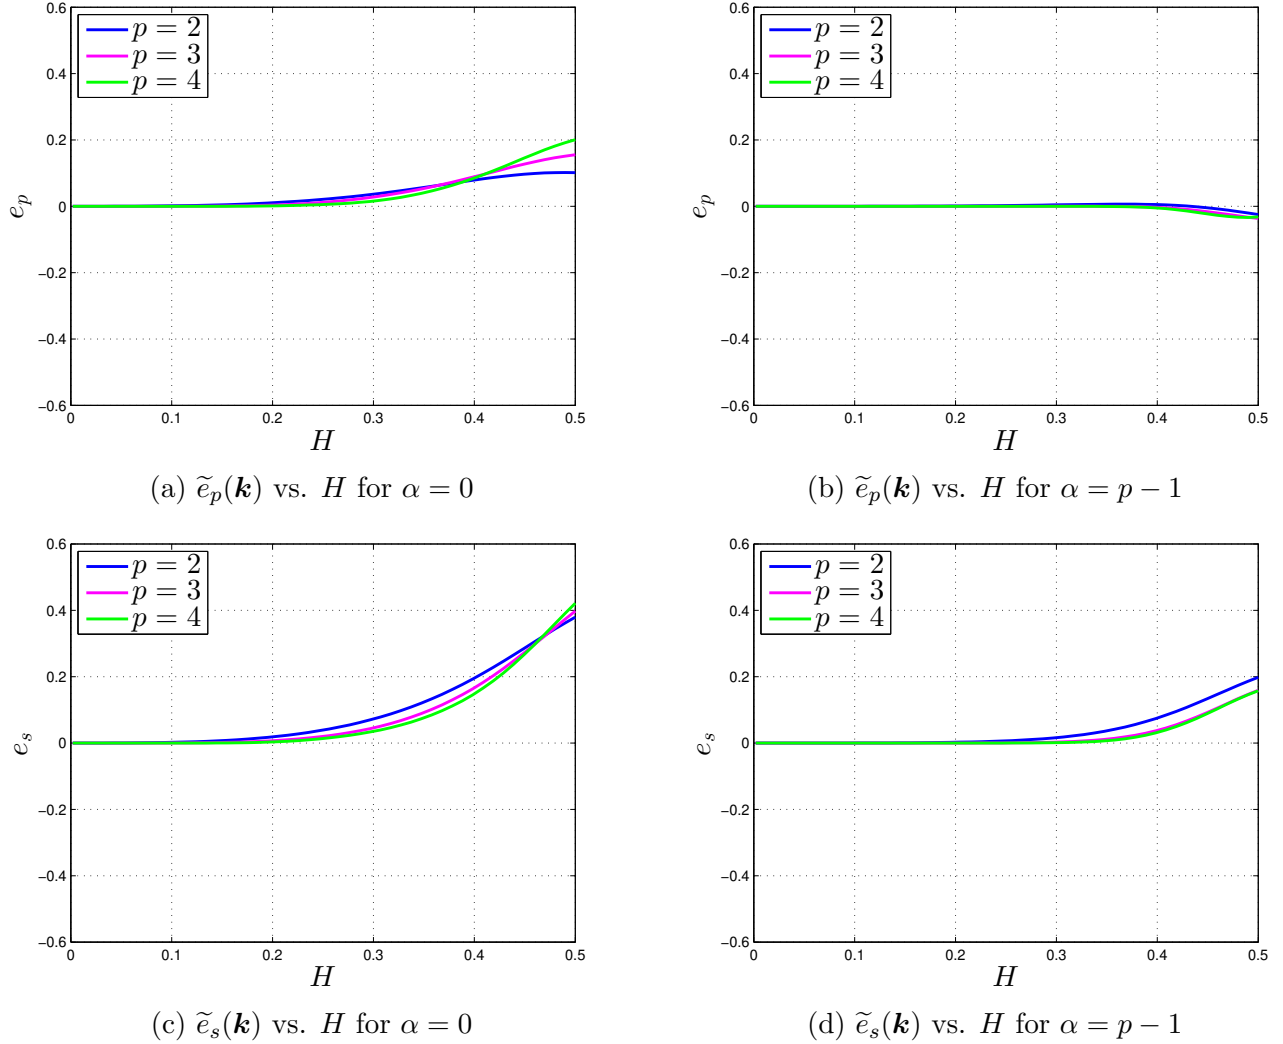 0.6
0.4
0.2
0
−0.2
−0.4
−0.6
0 0.1 0.2 0.3 0.4 0.5
p = 2
p = 3
p = 4
e_p
H
(a) ẽ_p(k) vs. H for α = 0
0.6
0.4
0.2
0
−0.2
−0.4
−0.6
0 0.1 0.2 0.3 0.4 0.5
p = 2
p = 3
p = 4
e_p
H
(b) ẽ_p(k) vs. H for α = p − 1
0.6
0.4
0.2
0
−0.2
−0.4
−0.6
0 0.1 0.2 0.3 0.4 0.5
p = 2
p = 3
p = 4
e_s
H
(c) ẽ_s(k) vs. H for α = 0
0.6
0.4
0.2
0
−0.2
−0.4
−0.6
0 0.1 0.2 0.3 0.4 0.5
p = 2
p = 3
p = 4
e_s
H
(d) ẽ_s(k) vs. H for α = p − 1